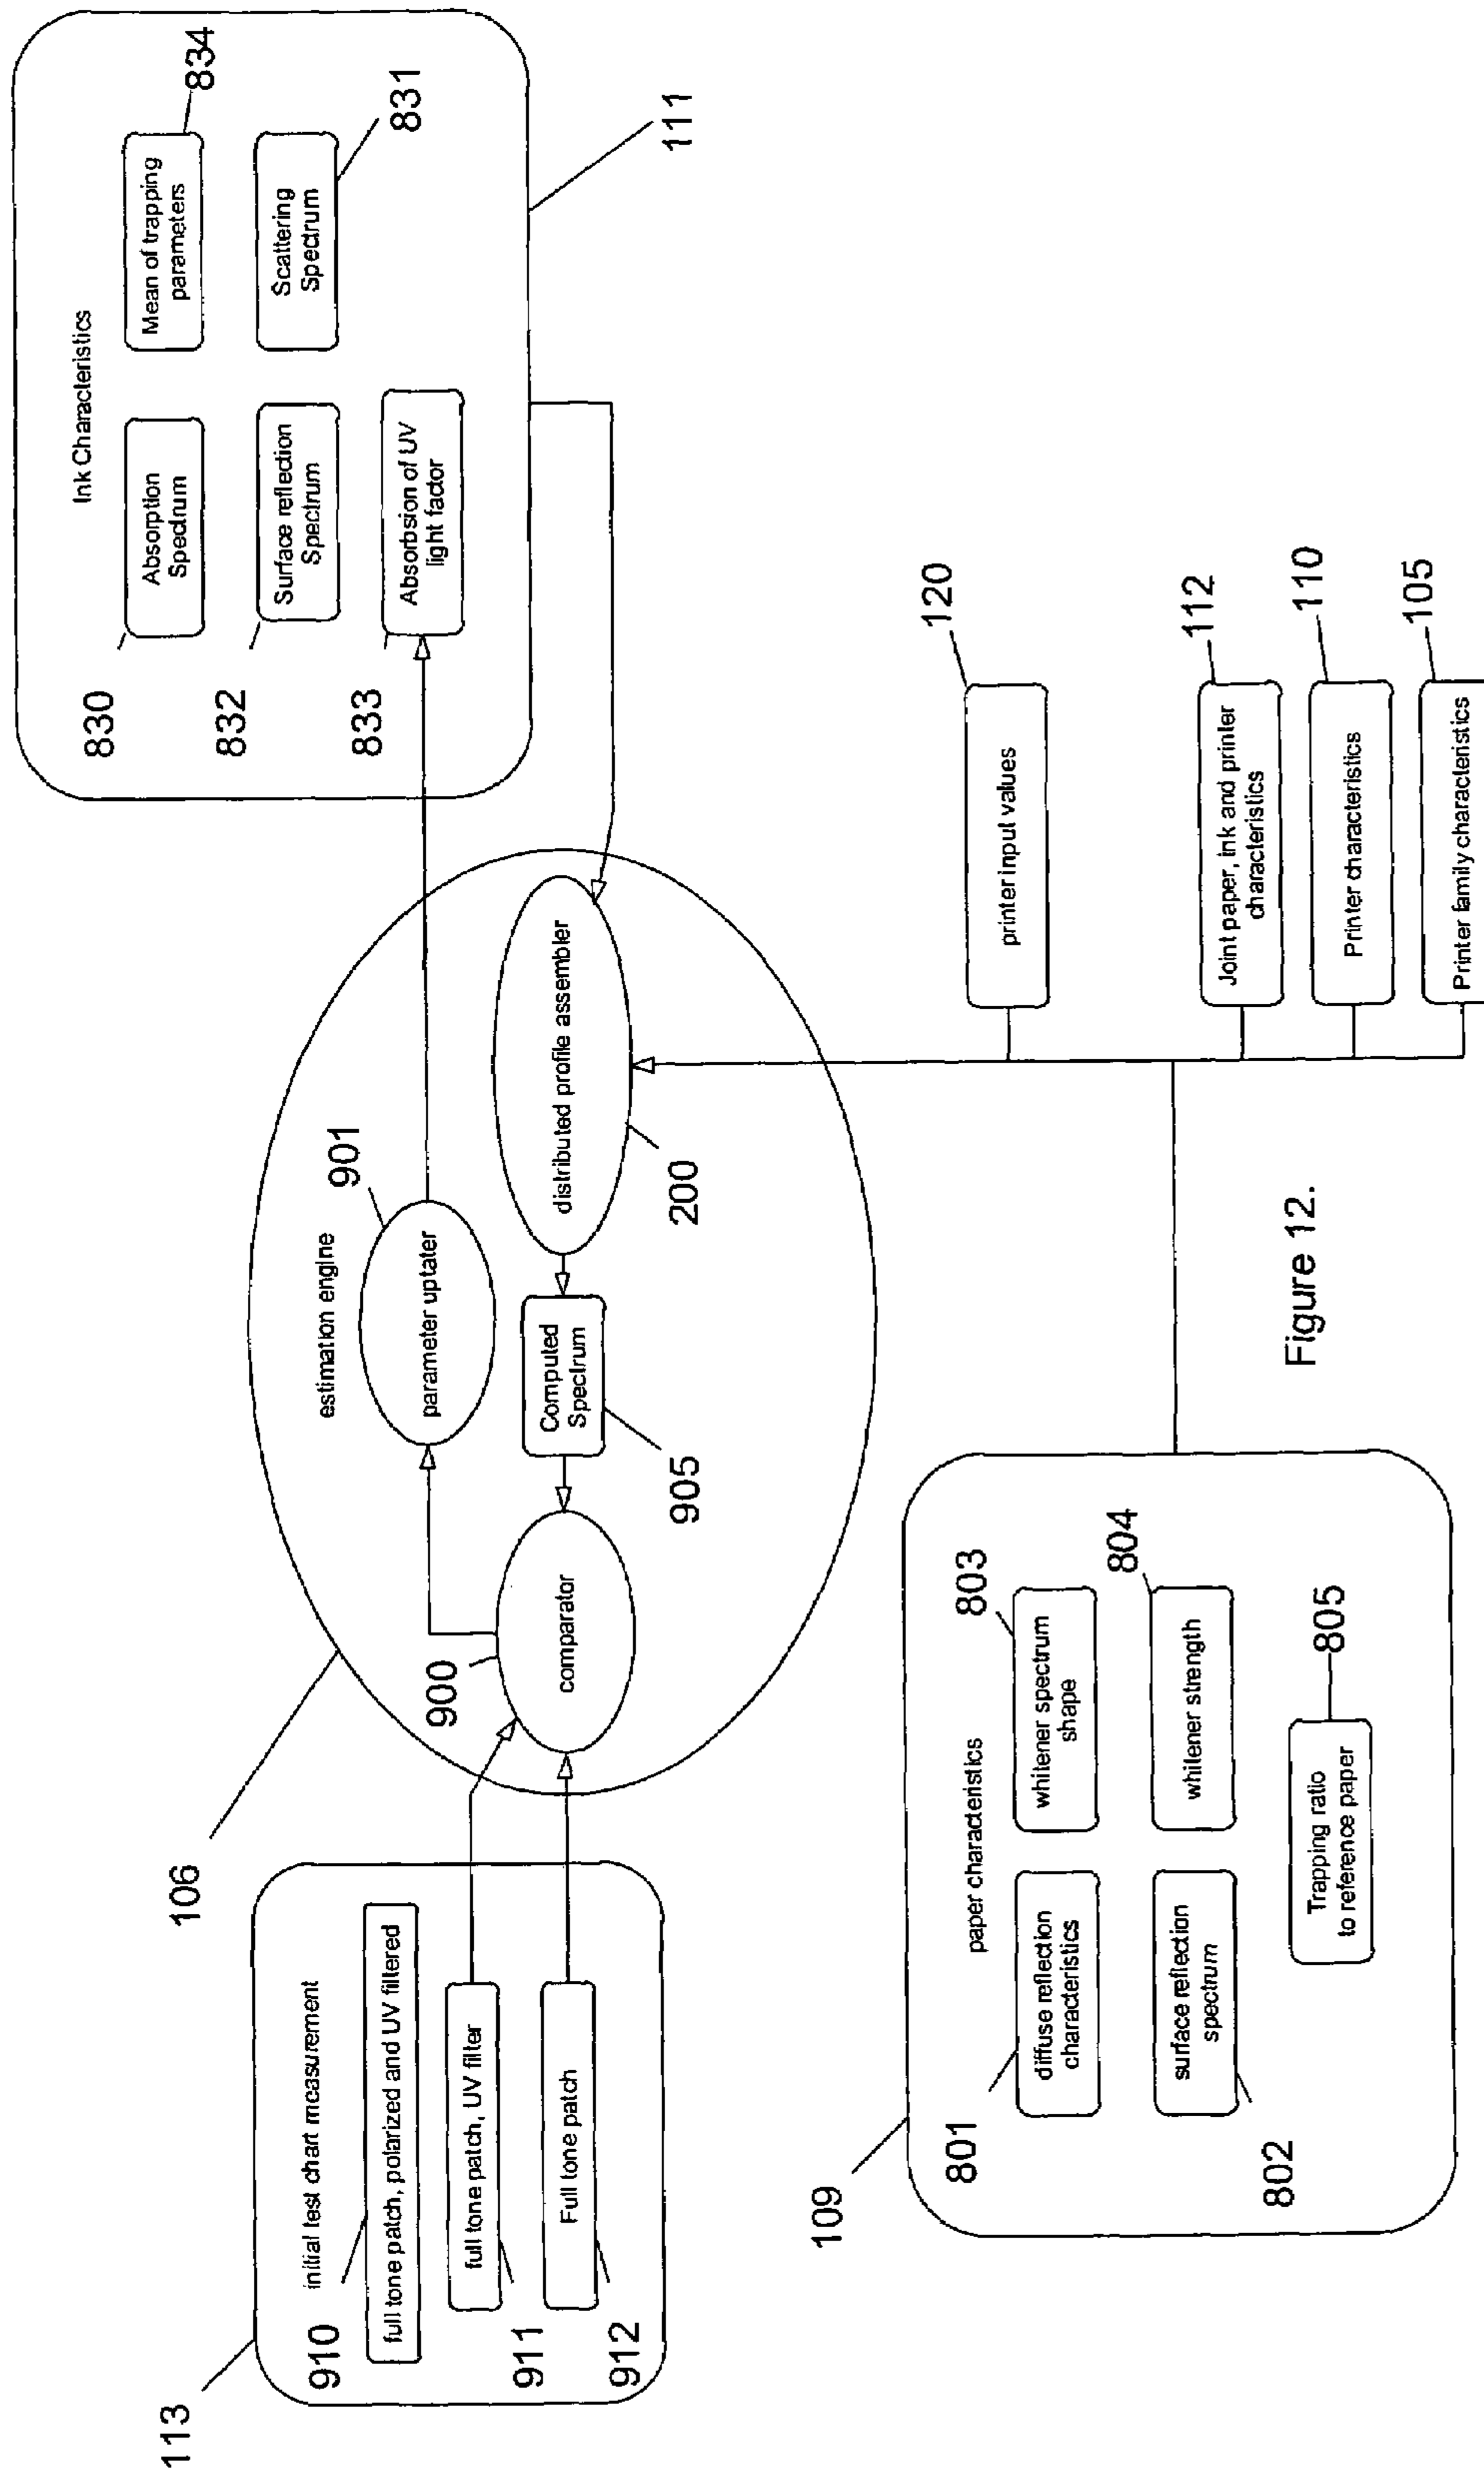 113
910
initial test chart measurement
full tone patch, polarized and UV filtered
911
full tone patch, UV filter
912
Full tone patch
106
estimation engine
900
comparator
901
parameter uptater
Computed
Spectrum
905
distributed profile assembler
200
Ink Characteristics
830
Absorption
Spectrum
Mean of trapping
parameters
834
832
Surface reflection
Spectrum
Scattering
Spectrum
831
833
Absorbsion of UV
light factor
111
109
paper characteristics
801
diffuse reflection
characteristics
whitener spectrum
shape
803
802
surface reflection
spectrum
whitener strength
804
Trapping ratio
to reference paper
805
printer input values
120
Joint paper, ink and printer
characteristics
112
Printer characteristics
110
Printer family characteristics
105
Figure 12.